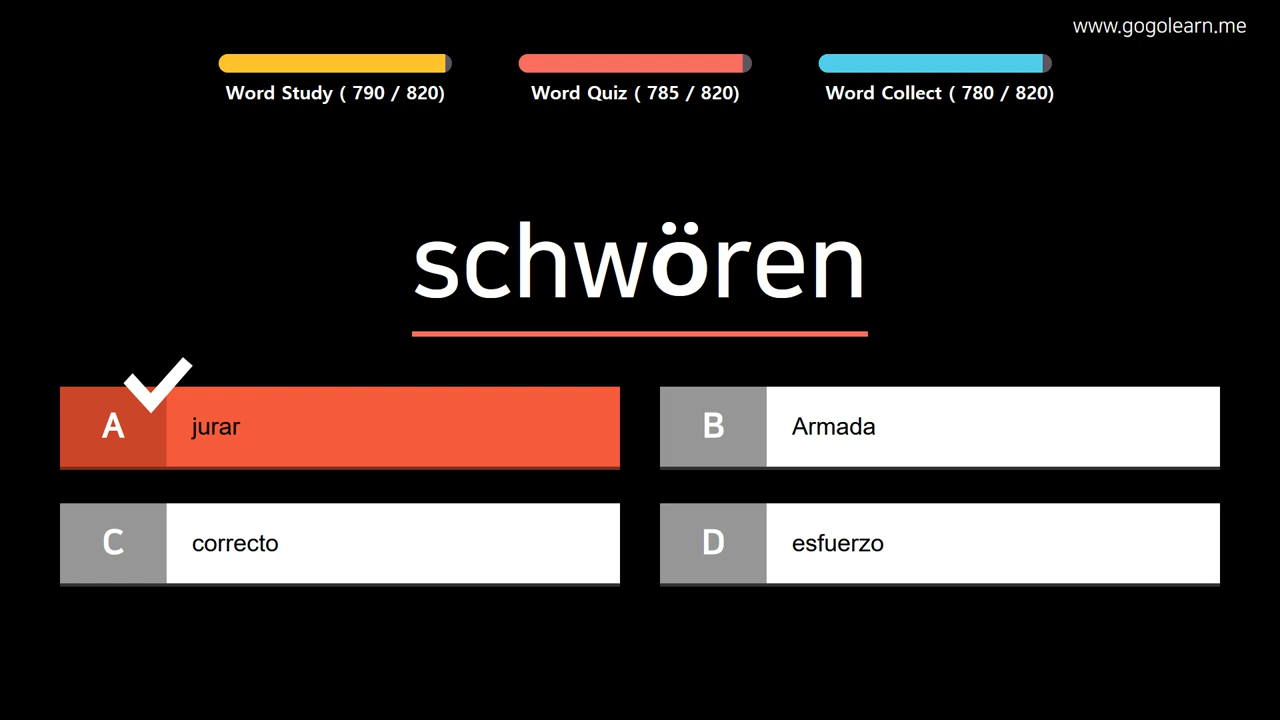 www.gogolearn.me
Word Study ( 790 / 820)
Word Quiz ( 785 / 820)
Word Collect ( 780 / 820)
schwören
A jurar
B Armada
C correcto
D esfuerzo